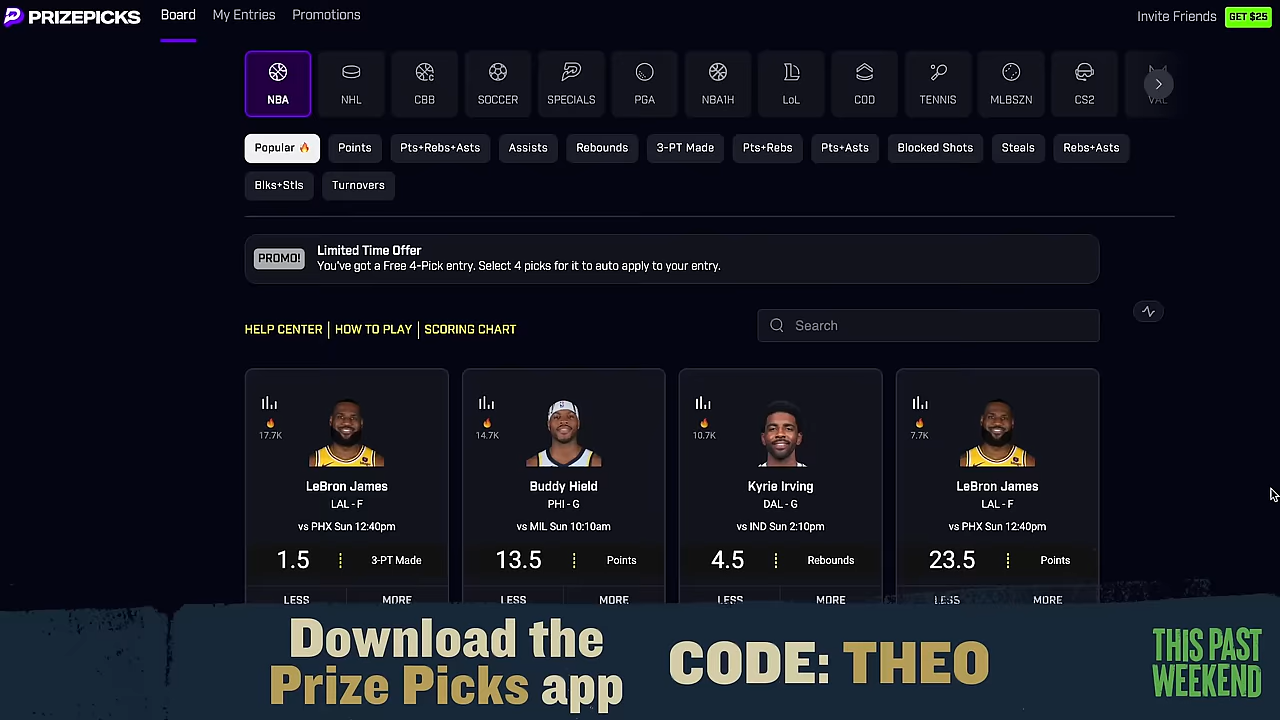 PRIZEPICKS
Board
My Entries
Promotions
Invite Friends
GET $25
NBA
NHL
CBB
SOCCER
SPECIALS
PGA
NBA1H
LoL
COD
TENNIS
MLBSZN
CS2
VAL
Popular 🔥
Points
Pts+Rebs+Asts
Assists
Rebounds
3-PT Made
Pts+Rebs
Pts+Asts
Blocked Shots
Steals
Rebs+Asts
Blks+Stls
Turnovers
PROMO!
Limited Time Offer
You've got a Free 4-Pick entry. Select 4 picks for it to auto apply to your entry.
HELP CENTER | HOW TO PLAY | SCORING CHART
Search
17.7K
LeBron James
LAL - F
vs PHX Sun 12:40pm
1.5
3-PT Made
LESS
MORE
14.7K
Buddy Hield
PHI - G
vs MIL Sun 10:10am
13.5
Points
LESS
MORE
10.7K
Kyrie Irving
DAL - G
vs IND Sun 2:10pm
4.5
Rebounds
LESS
MORE
7.7K
LeBron James
LAL - F
vs PHX Sun 12:40pm
23.5
Points
LESS
MORE
Download the
Prize Picks app
CODE: THEO
THIS PAST
WEEKEND